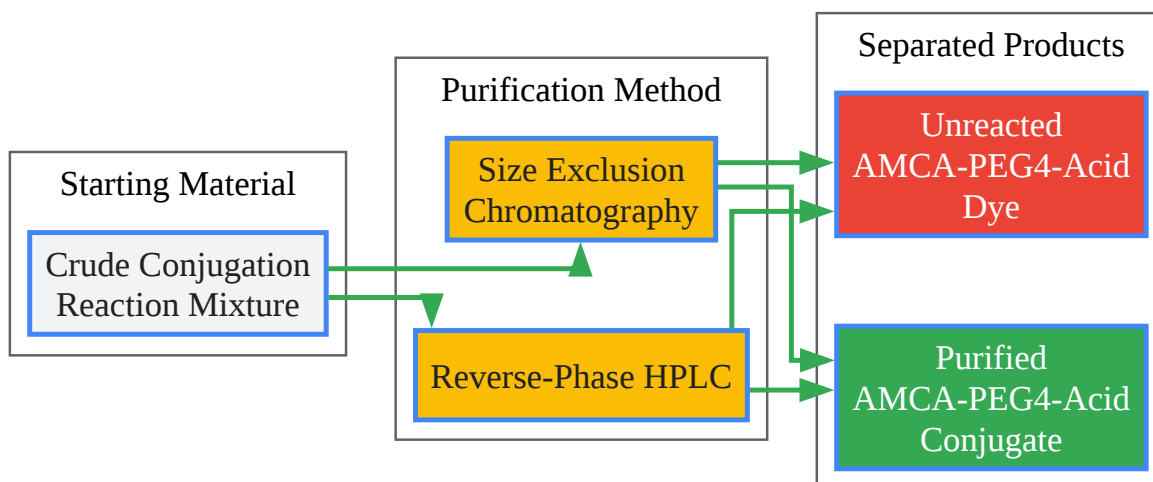 Starting Material
Crude Conjugation
Reaction Mixture
Purification Method
Size Exclusion
Chromatography
Reverse-Phase HPLC
Separated Products
Unreacted
AMCA-PEG4-Acid
Dye
Purified
AMCA-PEG4-Acid
Conjugate